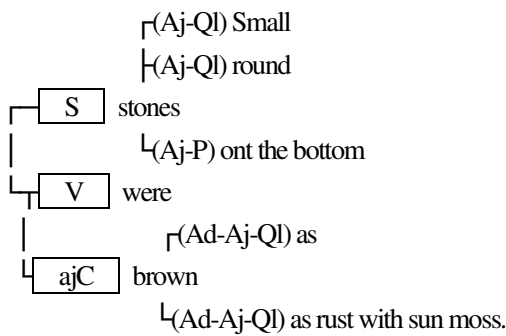 (Aj-Ql) Small
(Aj-Ql) round
S stones
(Aj-P) ont the bottom
V were
(Ad-Aj-Ql) as
ajC brown
(Ad-Aj-Ql) as rust with sun moss.